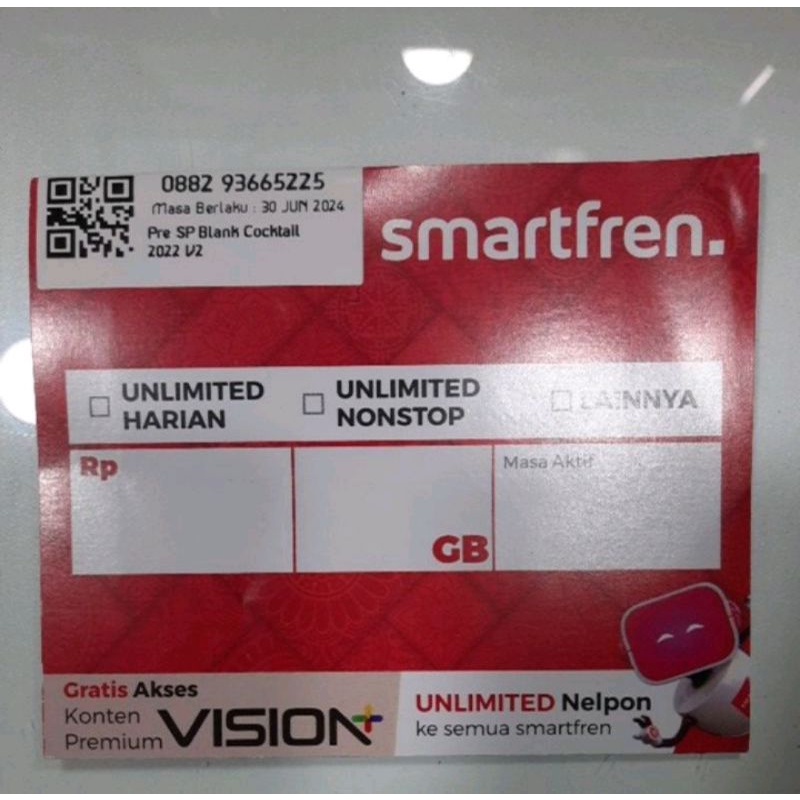 0882 93665225
Masa Berlaku : 30 JUN 2024
Pre SP Blank Cocktail
2022 V2
smartfren.
UNLIMITED
HARIAN
UNLIMITED
NONSTOP
LAINNYA
Rp
GB
Masa Aktif
Gratis Akses
Konten
Premium
VISION+
UNLIMITED Nelpon
ke semua smartfren